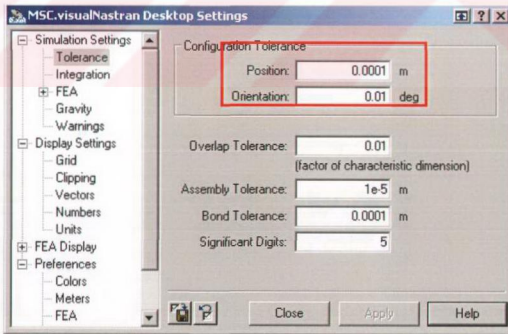 MSC.visualNastran Desktop Settings
Simulation Settings
Tolerance
Integration
FEA
Gravity
Warnings
Display Settings
Grid
Clipping
Vectors
Numbers
Units
FEA Display
Preferences
Colors
Meters
FEA
Configuration Tolerance
Position: 0.0001 m
Orientation: 0.01 deg
Overlap Tolerance: 0.01
(factor of characteristic dimension)
Assembly Tolerance: 1e-5 m
Bond Tolerance: 0.0001 m
Significant Digits: 5
Close Apply Help